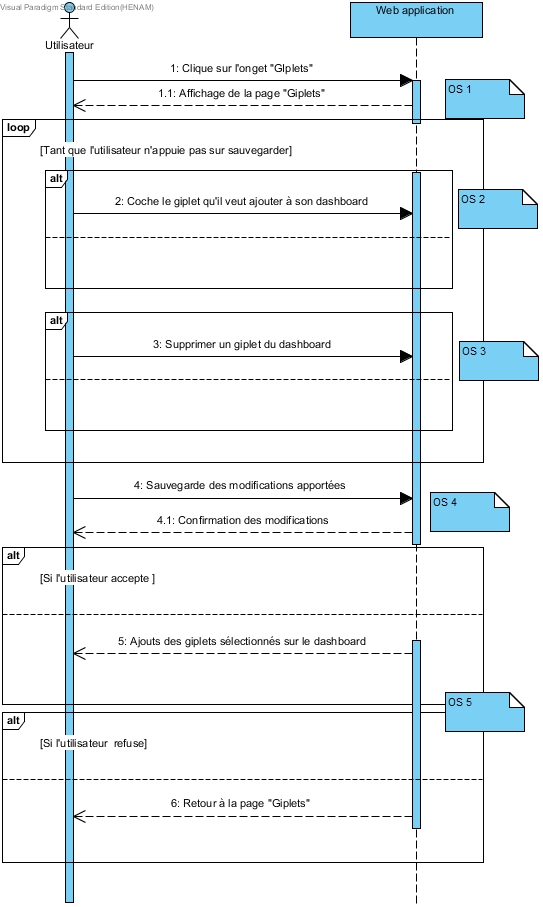 Visual Paradigm Standard Edition(HENAM)
Web application
Utilisateur
1: Clique sur l'onget "GIplets"
1.1: Affichage de la page "Giplets"
OS 1
loop
[Tant que l'utilisateur n'appuie pas sur sauvegarder]
alt
2: Coche le giplet qu'il veut ajouter à son dashboard
OS 2
alt
3: Supprimer un giplet du dashboard
OS 3
4: Sauvegarde des modifications apportées
OS 4
4.1: Confirmation des modifications
alt
[Si l'utilisateur accepte ]
5: Ajouts des giplets sélectionnés sur le dashboard
OS 5
alt
[Si l'utilisateur  refuse]
6: Retour à la page "Giplets"